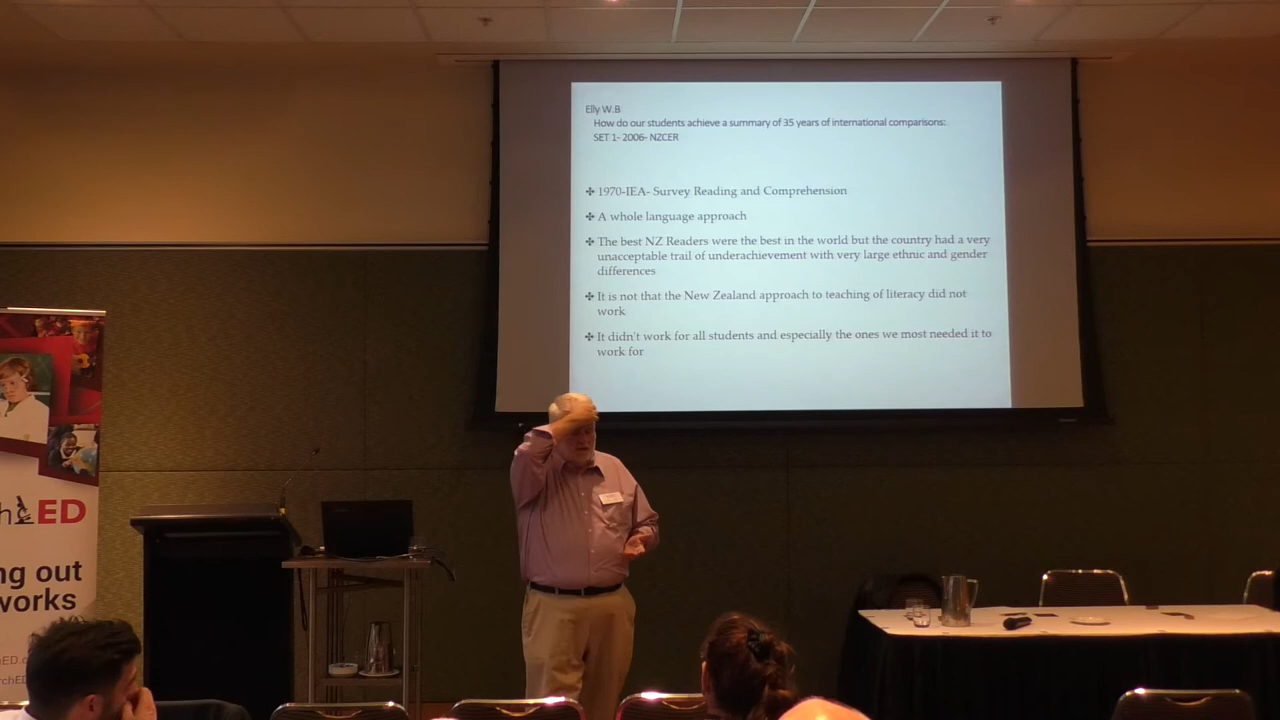 Elly W.B
How do our students achieve a summary of 35 years of international comparisons:
SET 1- 2006- NZCER
✤ 1970-IEA- Survey Reading and Comprehension
✤ A whole language approach
✤ The best NZ Readers were the best in the world but the country had a very
unacceptable trail of underachievement with very large ethnic and gender
differences
✤ It is not that the New Zealand approach to teaching of literacy did not
work
✤ It didn't work for all students and especially the ones we most needed it to
work for
hED
ng out
works